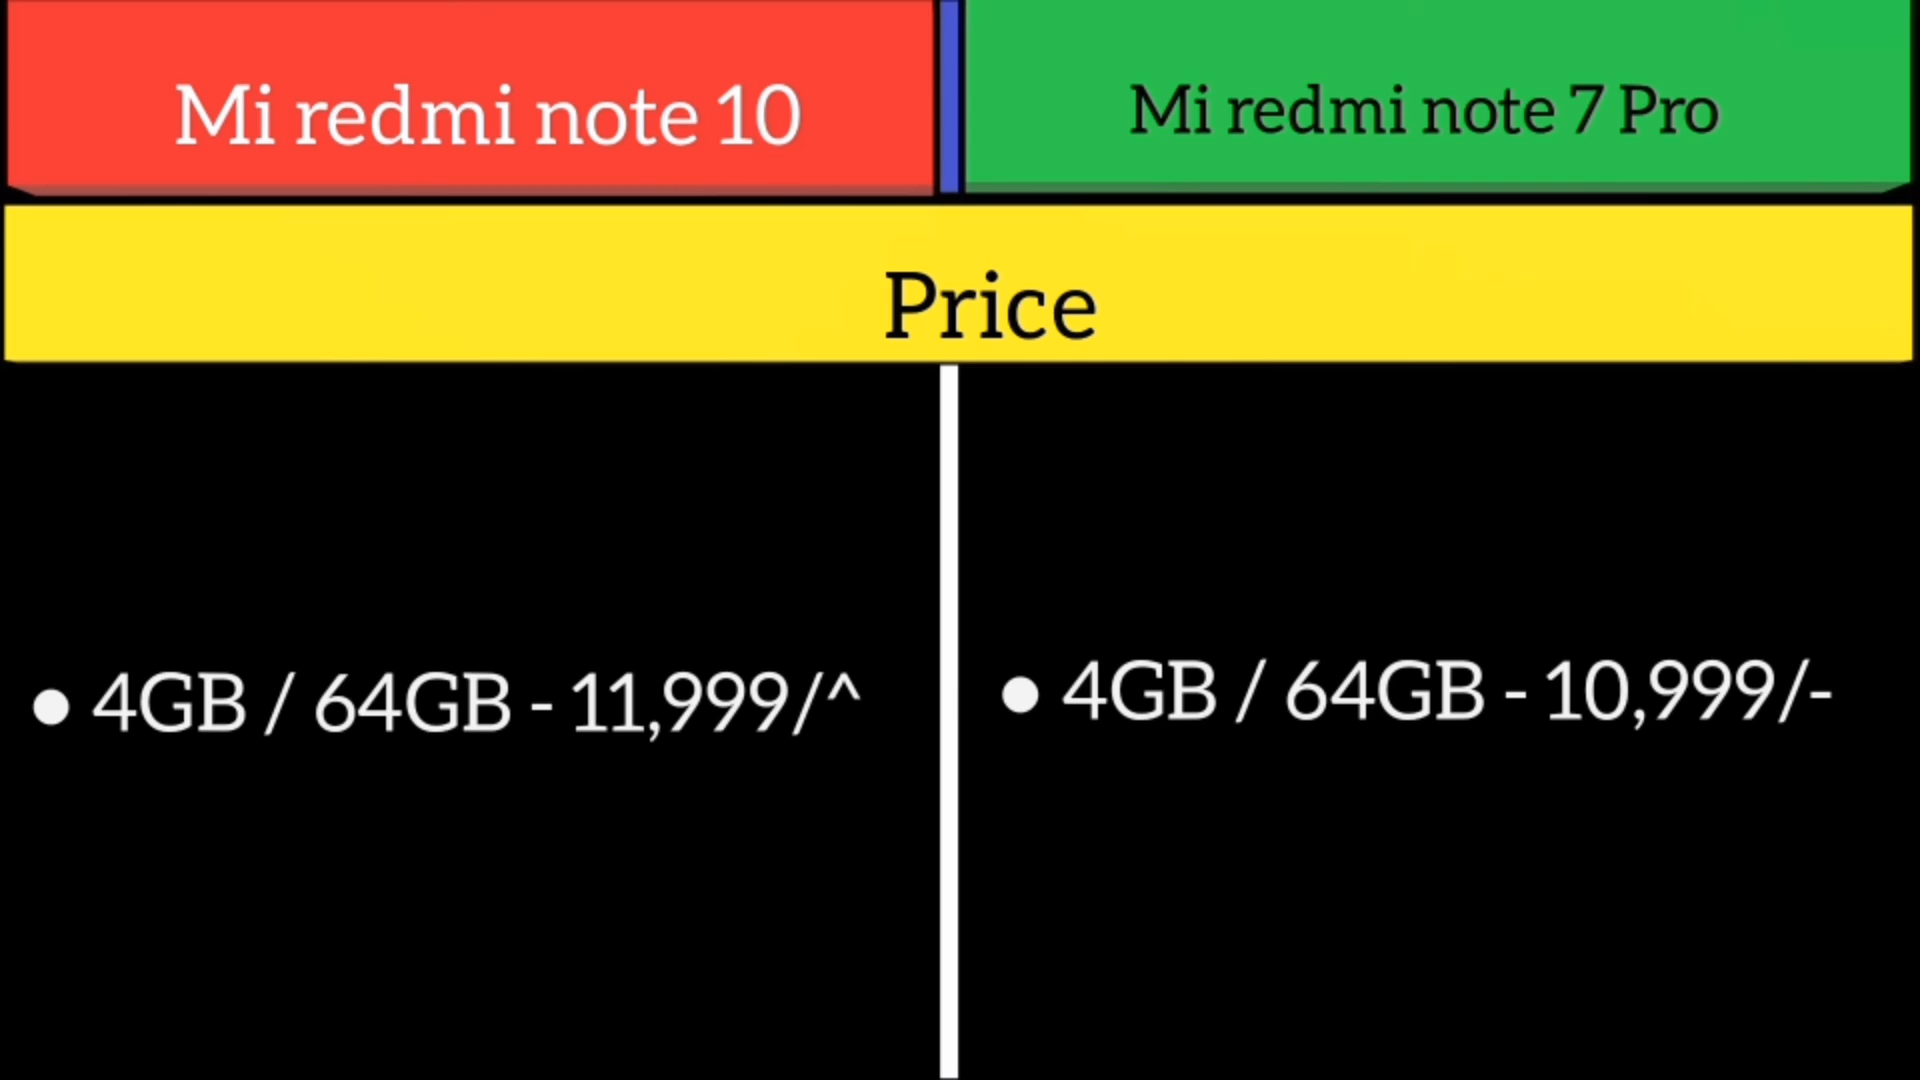 Mi redmi note 10
Mi redmi note 7 Pro
Price
● 4GB / 64GB - 11,999/^
● 4GB / 64GB - 10,999/-